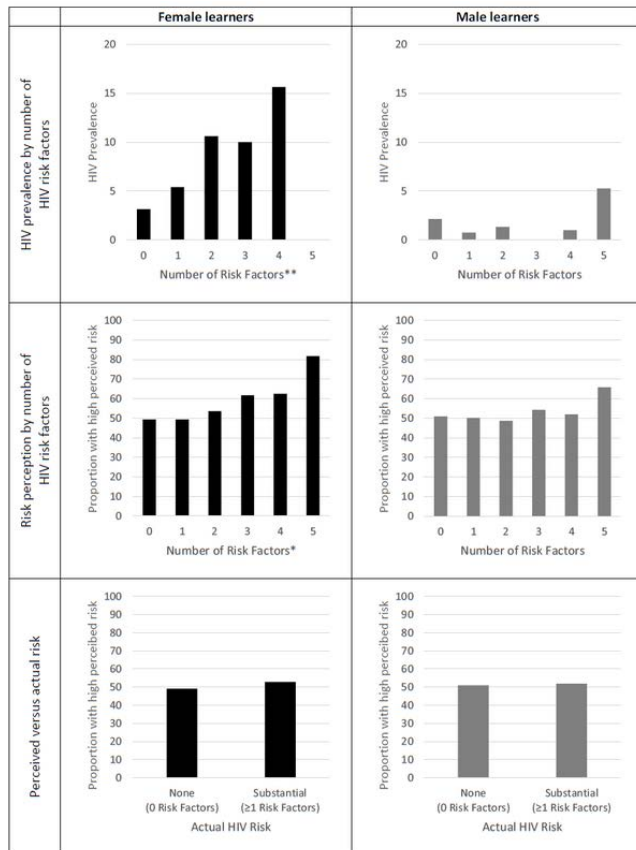 Female learners
Male learners
HIV prevalence by number of
HIV risk factors
HIV Prevalence
20
15
10
5
0
0 1 2 3 4 5
Number of Risk Factors**
HIV Prevalence
20
15
10
5
0
0 1 2 3 4 5
Number of Risk Factors
Risk perception by number of
HIV risk factors
Proportion with high perceived risk
100
90
80
70
60
50
40
30
20
10
0
0 1 2 3 4 5
Number of Risk Factors*
Proportion with high perceived risk
100
90
80
70
60
50
40
30
20
10
0
0 1 2 3 4 5
Number of Risk Factors
Perceived versus actual risk
Proportion with high perceibed risk
100
90
80
70
60
50
40
30
20
10
0
None Substantial
(0 Risk Factors) (≥1 Risk Factors)
Actual HIV Risk
Proportion with high perceived risk
100
90
80
70
60
50
40
30
20
10
0
None Substantial
(0 Risk Factors) (≥1 Risk Factors)
Actual HIV Risk